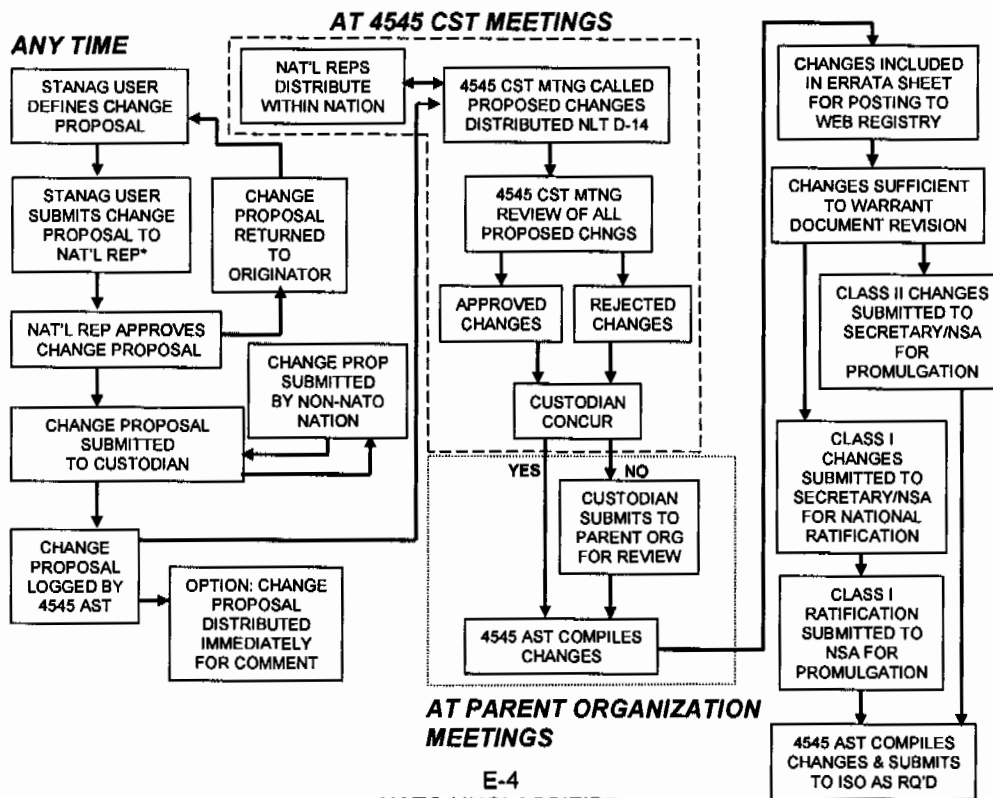 ANY TIME
STANAG USER
DEFINES CHANGE
PROPOSAL
STANAG USER
SUBMITS CHANGE
PROPOSAL TO
NAT'L REP*
CHANGE
PROPOSAL
RETURNED
TO
ORIGINATOR
NAT'L REP APPROVES
CHANGE PROPOSAL
CHANGE PROP
SUBMITTED
BY NON-NATO
NATION
CHANGE PROPOSAL
SUBMITTED
TO CUSTODIAN
CHANGE
PROPOSAL
LOGGED BY
4545 AST
OPTION: CHANGE
PROPOSAL
DISTRIBUTED
IMMEDIATELY
FOR COMMENT
AT 4545 CST MEETINGS
NAT'L REPS
DISTRIBUTE
WITHIN NATION
4545 CST MTNG CALLED
PROPOSED CHANGES
DISTRIBUTED NLT D-14
4545 CST MTNG
REVIEW OF ALL
PROPOSED CHNGS
APPROVED
CHANGES
REJECTED
CHANGES
CUSTODIAN
CONCUR
YES
NO
CUSTODIAN
SUBMITS TO
PARENT ORG
FOR REVIEW
4545 AST COMPILES
CHANGES
AT PARENT ORGANIZATION
MEETINGS
CHANGES INCLUDED
IN ERRATA SHEET
FOR POSTING TO
WEB REGISTRY
CHANGES SUFFICIENT
TO WARRANT
DOCUMENT REVISION
CLASS II CHANGES
SUBMITTED TO
SECRETARY/NSA
FOR
PROMULGATION
CLASS I
CHANGES
SUBMITTED TO
SECRETARY/NSA
FOR NATIONAL
RATIFICATION
CLASS I
RATIFICATION
SUBMITTED TO
NSA FOR
PROMULGATION
4545 AST COMPILES
CHANGES & SUBMITS
TO ISO AS RQ'D
E-4